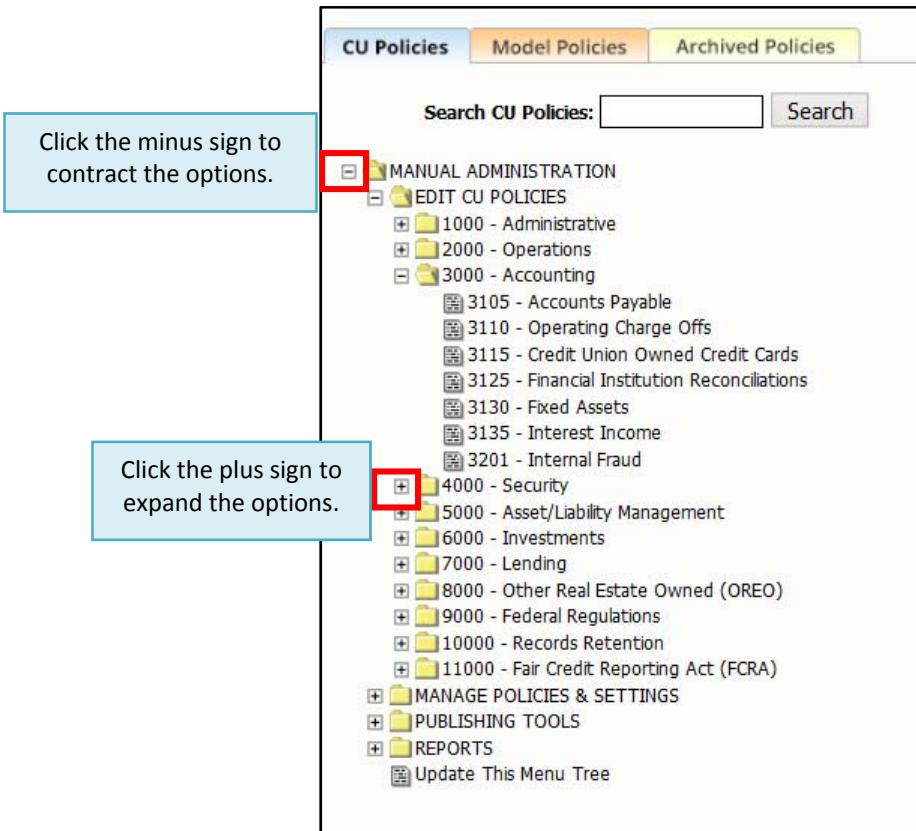 CU Policies Model Policies Archived Policies
Search CU Policies: Search
Click the minus sign to
contract the options.
MANUAL ADMINISTRATION
EDIT CU POLICIES
1000 - Administrative
2000 - Operations
3000 - Accounting
3105 - Accounts Payable
3110 - Operating Charge Offs
3115 - Credit Union Owned Credit Cards
3125 - Financial Institution Reconciliations
3130 - Fixed Assets
3135 - Interest Income
3201 - Internal Fraud
Click the plus sign to
expand the options.
4000 - Security
5000 - Asset/Liability Management
6000 - Investments
7000 - Lending
8000 - Other Real Estate Owned (OREO)
9000 - Federal Regulations
10000 - Records Retention
11000 - Fair Credit Reporting Act (FCRA)
MANAGE POLICIES & SETTINGS
PUBLISHING TOOLS
REPORTS
Update This Menu Tree